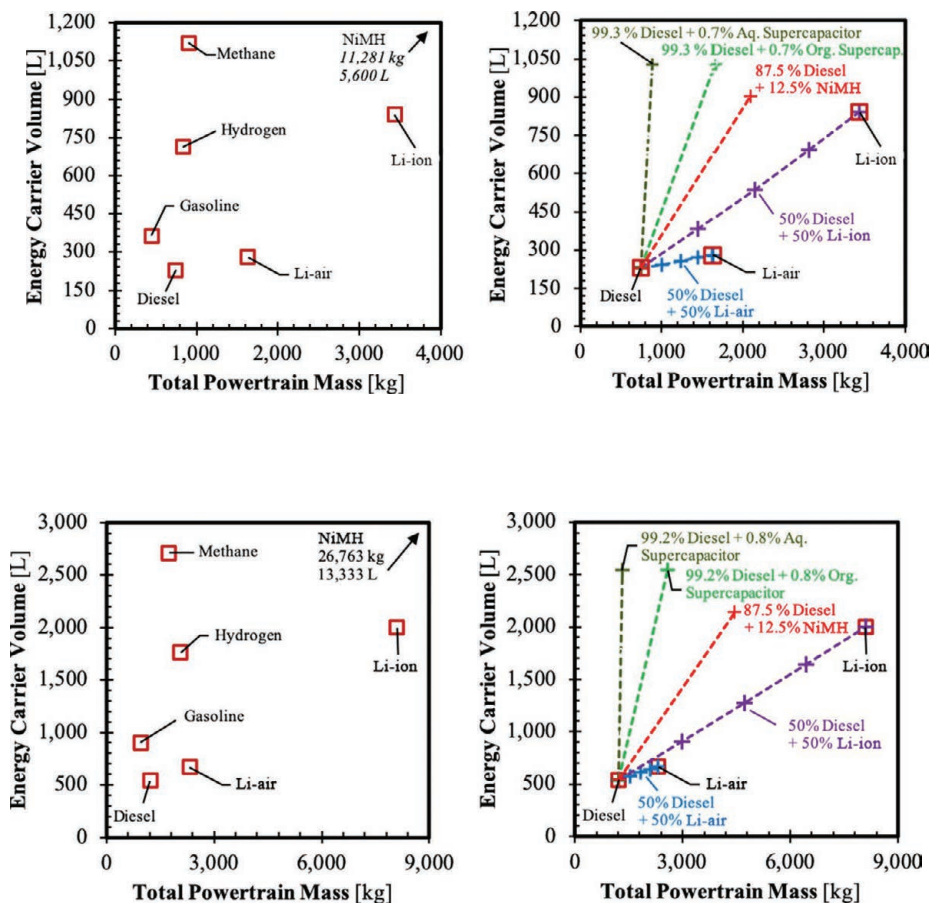 Energy Carrier Volume [L]
1,200
1,050
900
750
600
450
300
150
0
NiMH
11,281 kg
5,600 L
Methane
Hydrogen
Li-ion
Gasoline
Diesel
Li-air
0
1,000
2,000
3,000
4,000
Total Powertrain Mass [kg]
Energy Carrier Volume [L]
1,200
1,050
900
750
600
450
300
150
0
99.3% Diesel + 0.7% Aq. Supercapacitor
99.3% Diesel + 0.7% Org. Supercap.
87.5% Diesel
+ 12.5% NiMH
Li-ion
50% Diesel
+ 50% Li-ion
Li-air
Diesel
50% Diesel
+ 50% Li-air
0
1,000
2,000
3,000
4,000
Total Powertrain Mass [kg]
Energy Carrier Volume [L]
3,000
2,500
2,000
1,500
1,000
500
0
NiMH
26,763 kg
13,333 L
Methane
Hydrogen
Li-ion
Gasoline
Li-air
Diesel
0
3,000
6,000
9,000
Total Powertrain Mass [kg]
Energy Carrier Volume [L]
3,000
2,500
2,000
1,500
1,000
500
0
99.2% Diesel + 0.8% Aq.
Supercapacitor
99.2% Diesel + 0.8% Org.
Supercapacitor
87.5% Diesel
+ 12.5% NiMH
Li-ion
50% Diesel
+ 50% Li-ion
Li-air
Diesel
50% Diesel
+ 50% Li-air
0
3,000
6,000
9,000
Total Powertrain Mass [kg]